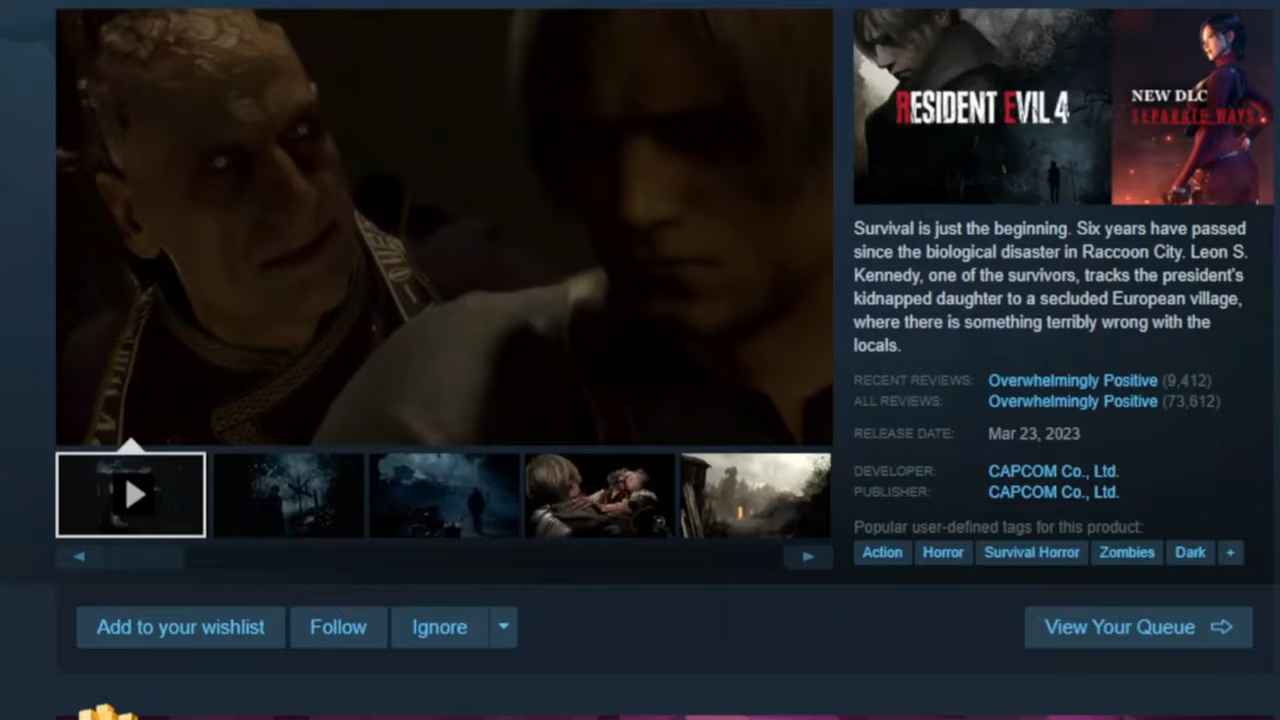 RESIDENT EVIL 4
NEW DLC
SEPARATE WAYS
Survival is just the beginning. Six years have passed
since the biological disaster in Raccoon City. Leon S.
Kennedy, one of the survivors, tracks the president's
kidnapped daughter to a secluded European village,
where there is something terribly wrong with the
locals.
RECENT REVIEWS: Overwhelmingly Positive (9,412)
ALL REVIEWS: Overwhelmingly Positive (73,612)
RELEASE DATE: Mar 23, 2023
DEVELOPER: CAPCOM Co., Ltd.
PUBLISHER: CAPCOM Co., Ltd.
Popular user-defined tags for this product:
Action Horror Survival Horror Zombies Dark +
Add to your wishlist Follow Ignore View Your Queue